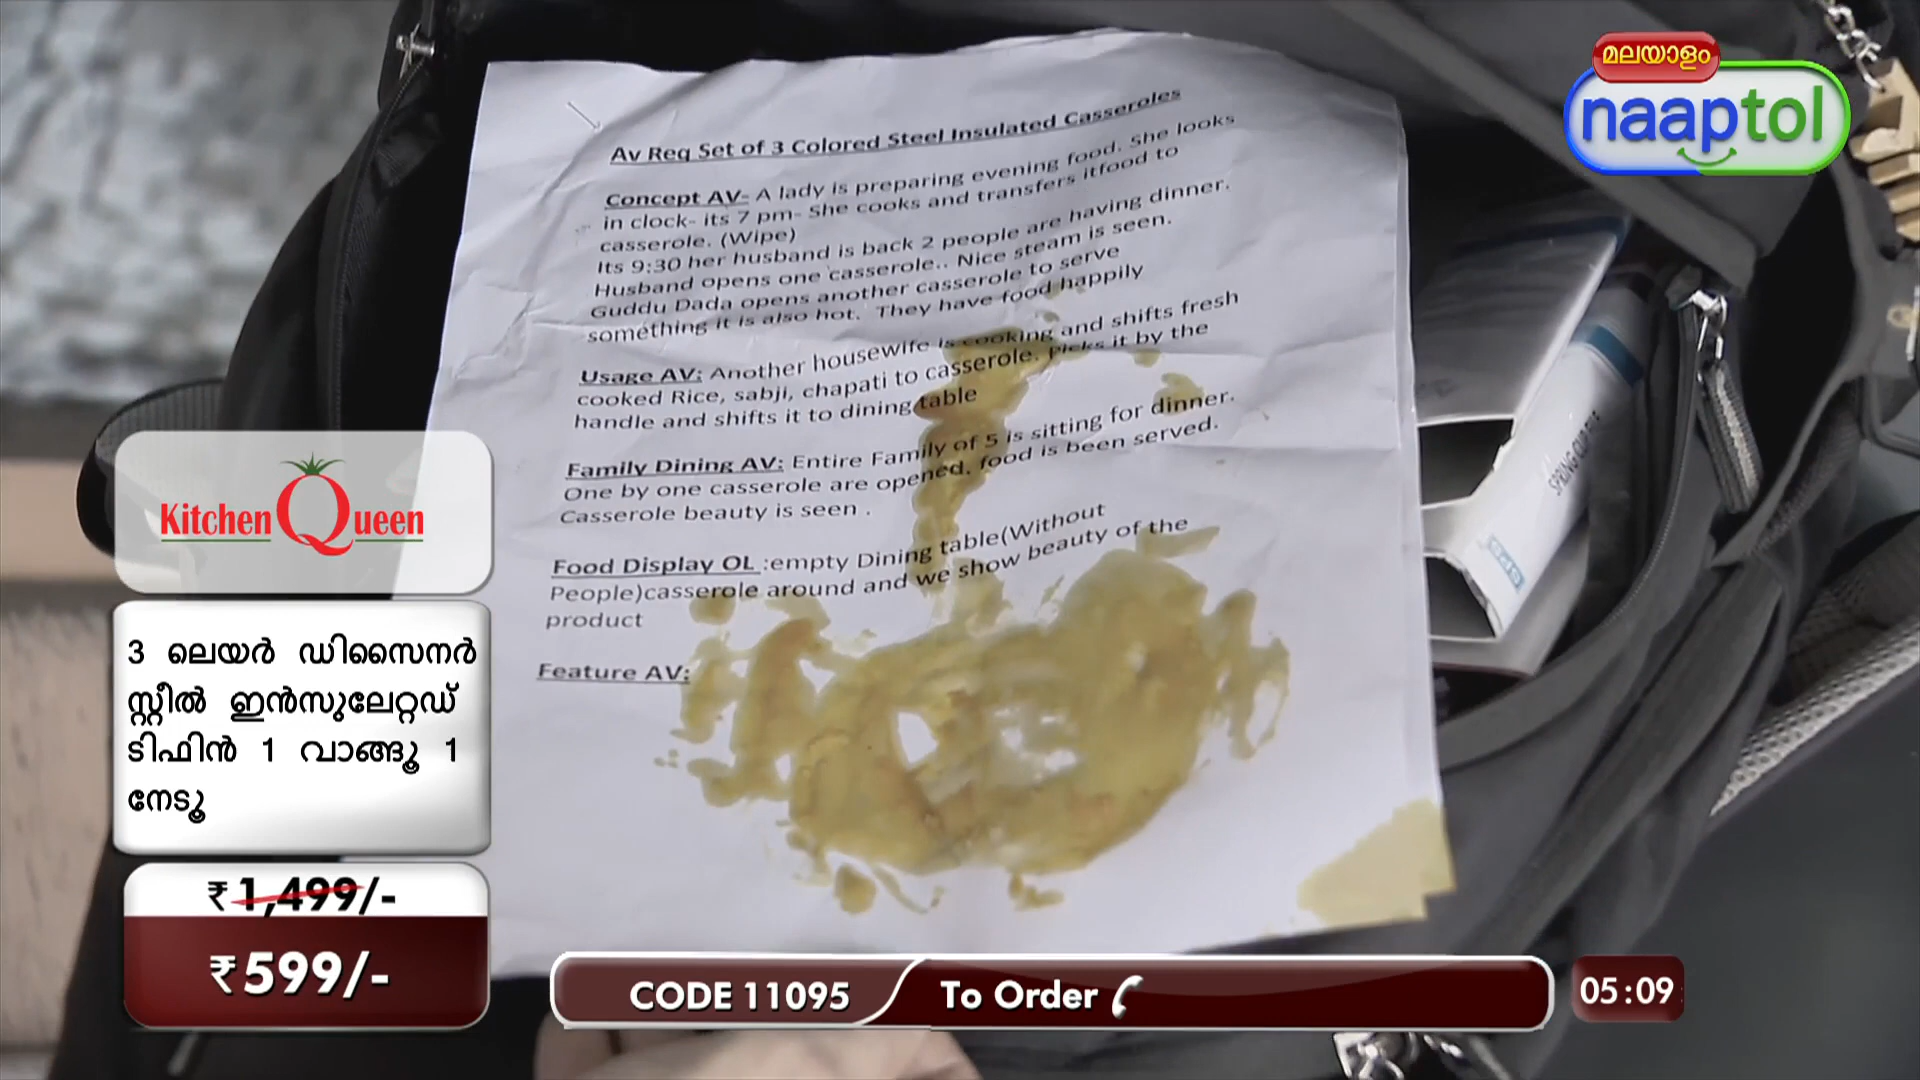 മലയാളം
naaptol
Av Req Set of 3 Colored Steel Insulated Casseroles
Concept AV- A lady is preparing evening food. She looks
in clock- its 7 pm- She cooks and transfers itfood to
casserole. (Wipe)
Its 9:30 her husband is back 2 people are having dinner.
Husband opens one casserole.. Nice steam is seen.
Guddu Dada opens another casserole to serve
something it is also hot. They have food happily
Usage AV: Another housewife is cooking and shifts fresh
cooked Rice, sabji, chapati to casserole. Picks it by the
handle and shifts it to dining table
Family Dining AV: Entire Family of 5 is sitting for dinner.
One by one casserole are opened, food is been served.
Casserole beauty is seen .
Food Display OL :empty Dining table(Without
People)casserole around and we show beauty of the
product
Feature AV:
Kitchen Queen
3 ലെയർ ഡിസൈനർ
സ്റ്റീൽ ഇൻസുലേറ്റഡ്
ടിഫിൻ 1 വാങ്ങൂ 1
നേടൂ
₹1,499/-
₹599/-
CODE 11095 To Order
05:09